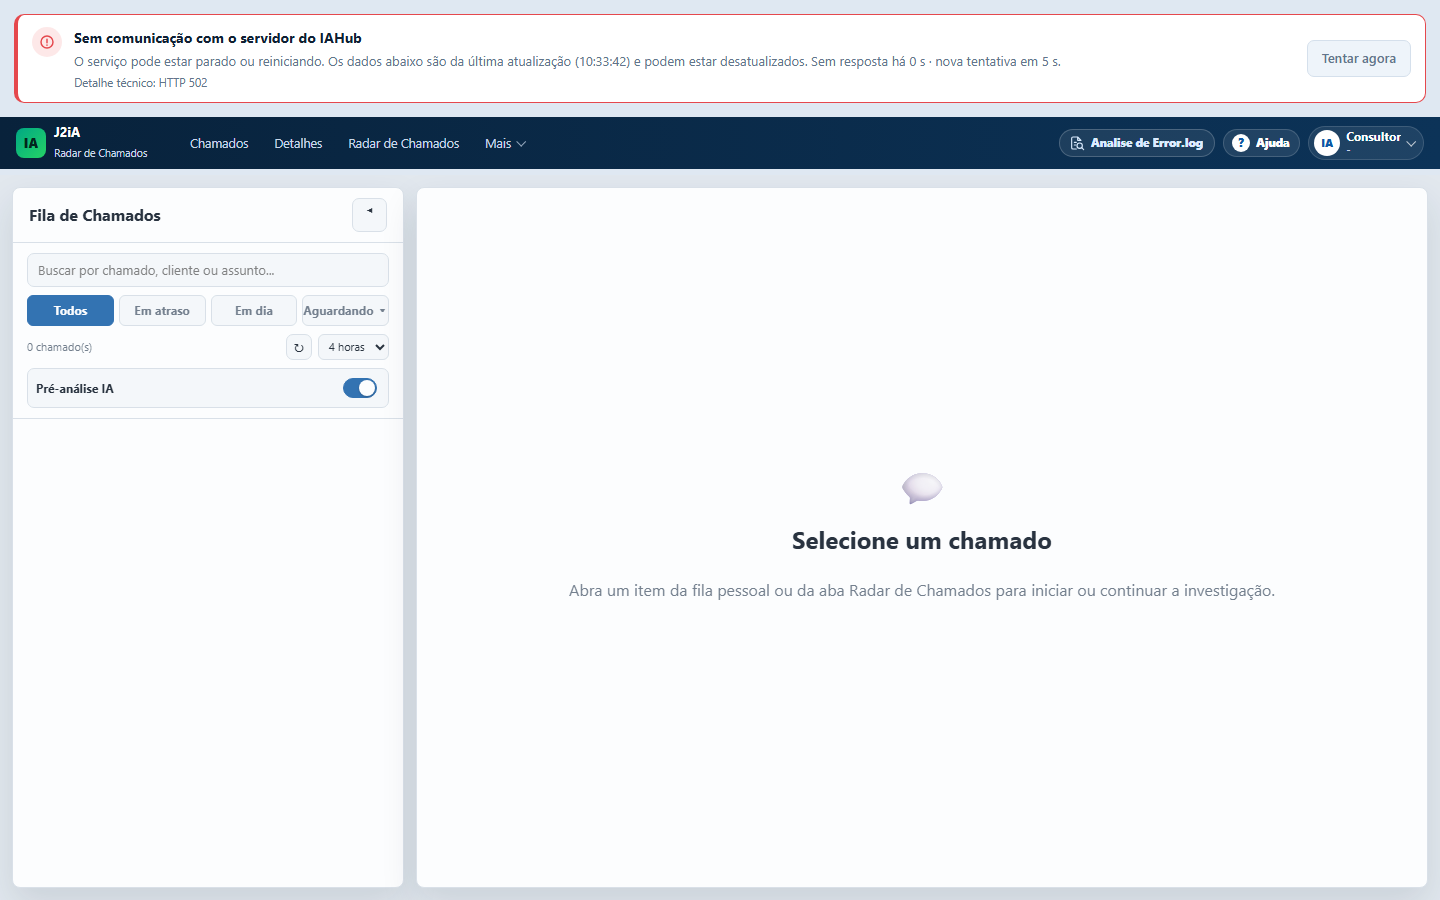 Sem comunicação com o servidor do IAHub
O serviço pode estar parado ou reiniciando. Os dados abaixo são da última atualização (10:33:42) e podem estar desatualizados. Sem resposta há 0 s · nova tentativa em 5 s.
Detalhe técnico: HTTP 502
Tentar agora
IA
J2iA
Radar de Chamados
Chamados
Detalhes
Radar de Chamados
Mais
Analise de Error.log
? Ajuda
IA
Consultor
-
Fila de Chamados
Buscar por chamado, cliente ou assunto...
Todos
Em atraso
Em dia
Aguardando
0 chamado(s)
4 horas
Pré-análise IA
Selecione um chamado
Abra um item da fila pessoal ou da aba Radar de Chamados para iniciar ou continuar a investigação.